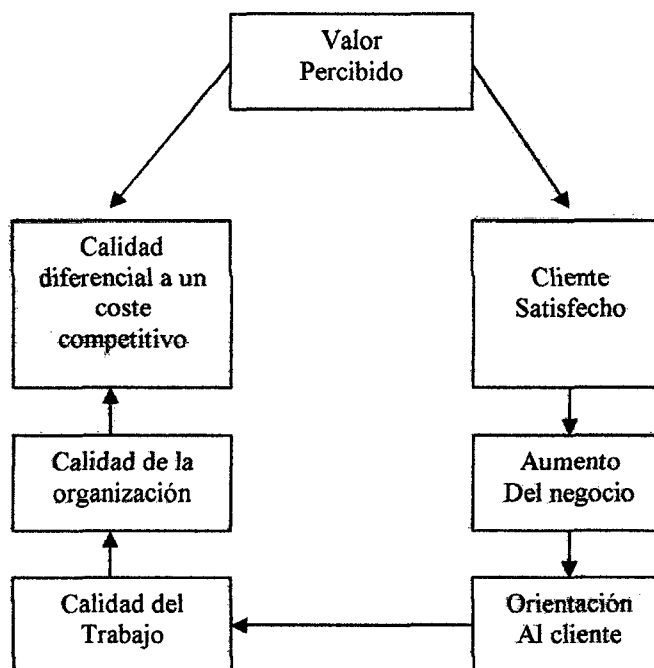 Valor
Percibido
Calidad
diferencial a un
coste
competitivo
Cliente
Satisfecho
Calidad de la
organización
Aumento
Del negocio
Calidad del
Trabajo
Orientación
Al cliente